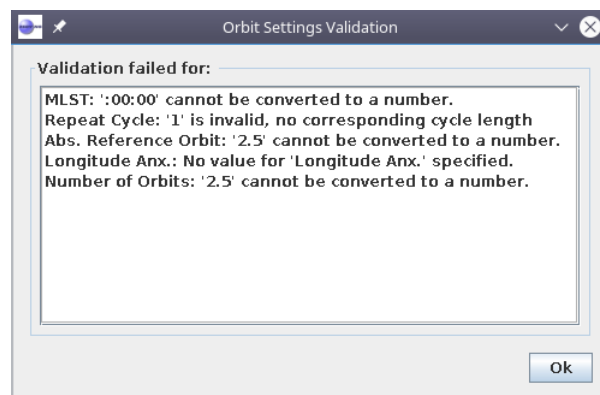 Orbit Settings Validation
Validation failed for:
MLST: ':00:00' cannot be converted to a number.
Repeat Cycle: '1' is invalid, no corresponding cycle length
Abs. Reference Orbit: '2.5' cannot be converted to a number.
Longitude Anx.: No value for 'Longitude Anx.' specified.
Number of Orbits: '2.5' cannot be converted to a number.
Ok